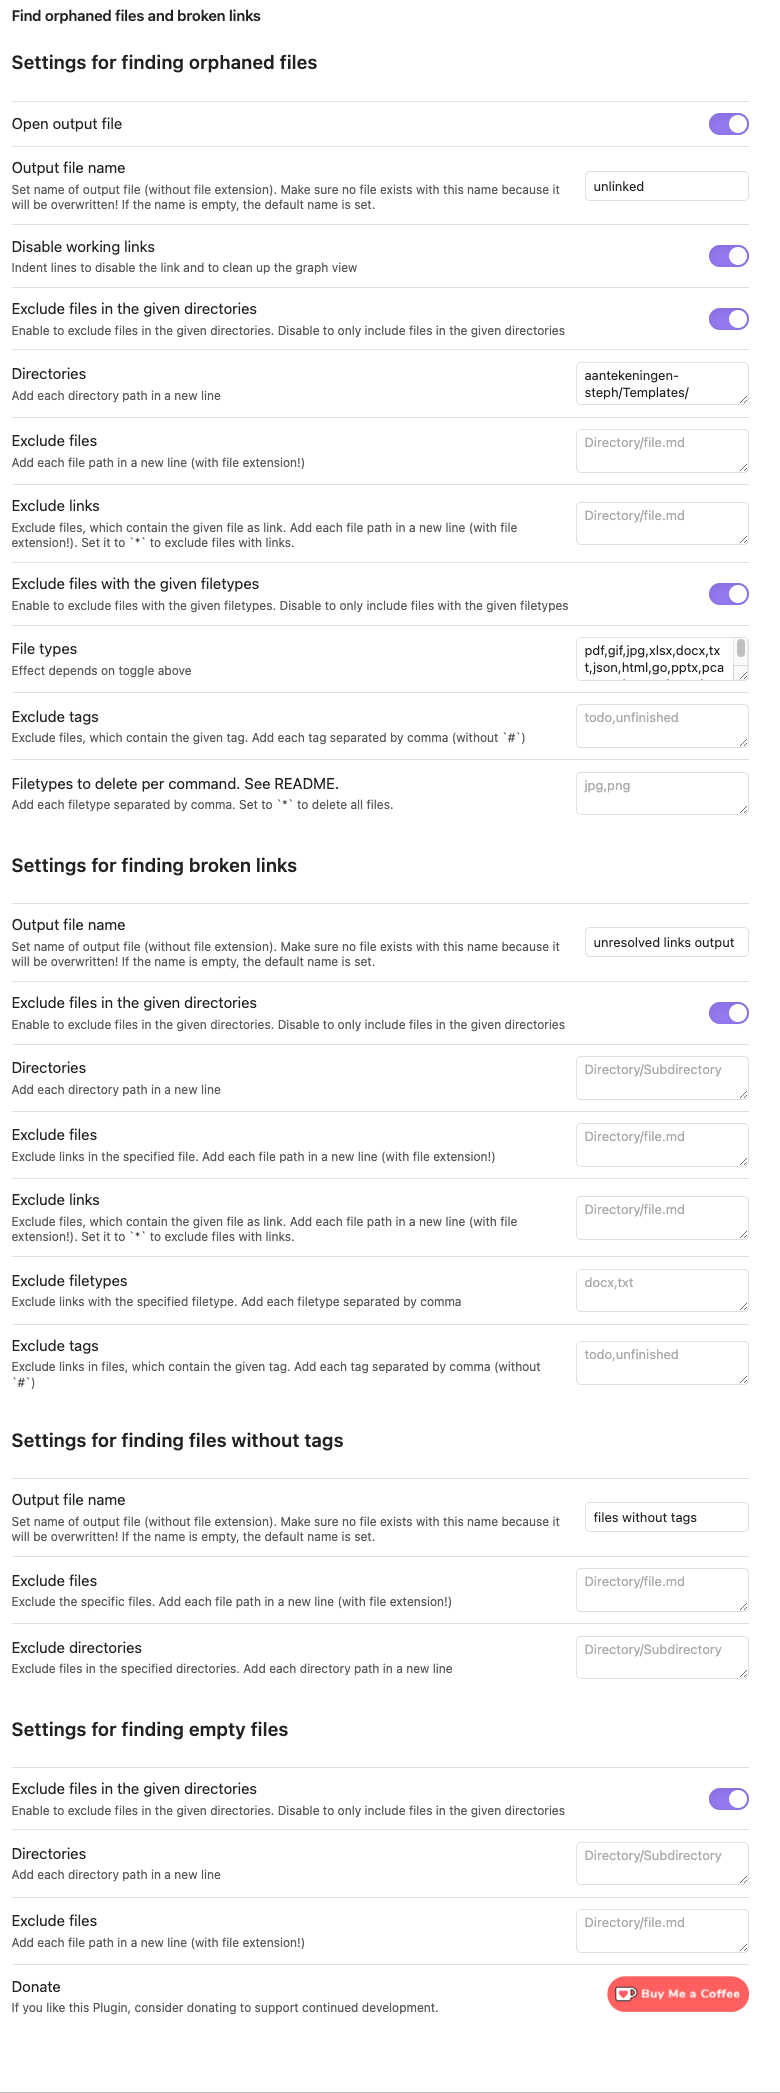 Find orphaned files and broken links
Settings for finding orphaned files
Open output file
Output file name
Set name of output file (without file extension). Make sure no file exists with this name because it
will be overwritten! If the name is empty, the default name is set.
unlinked
Disable working links
Indent lines to disable the link and to clean up the graph view
Exclude files in the given directories
Enable to exclude files in the given directories. Disable to only include files in the given directories
Directories
Add each directory path in a new line
aantekeningen-
steph/Templates/
Exclude files
Add each file path in a new line (with file extension!)
Directory/file.md
Exclude links
Exclude files, which contain the given file as link. Add each file path in a new line (with file
extension!). Set it to `*` to exclude files with links.
Directory/file.md
Exclude files with the given filetypes
Enable to exclude files with the given filetypes. Disable to only include files with the given filetypes
File types
Effect depends on toggle above
pdf,gif,jpg,xlsx,docx,tx
t,json,html,go,pptx,pca
Exclude tags
Exclude files, which contain the given tag. Add each tag separated by comma (without `#`)
todo,unfinished
Filetypes to delete per command. See README.
Add each filetype separated by comma. Set to `*` to delete all files.
jpg,png
Settings for finding broken links
Output file name
Set name of output file (without file extension). Make sure no file exists with this name because it
will be overwritten! If the name is empty, the default name is set.
unresolved links output
Exclude files in the given directories
Enable to exclude files in the given directories. Disable to only include files in the given directories
Directories
Add each directory path in a new line
Directory/Subdirectory
Exclude files
Exclude links in the specified file. Add each file path in a new line (with file extension!)
Directory/file.md
Exclude links
Exclude files, which contain the given file as link. Add each file path in a new line (with file
extension!). Set it to `*` to exclude files with links.
Directory/file.md
Exclude filetypes
Exclude links with the specified filetype. Add each filetype separated by comma
docx,txt
Exclude tags
Exclude links in files, which contain the given tag. Add each tag separated by comma (without
`#`)
todo,unfinished
Settings for finding files without tags
Output file name
Set name of output file (without file extension). Make sure no file exists with this name because it
will be overwritten! If the name is empty, the default name is set.
files without tags
Exclude files
Exclude the specific files. Add each file path in a new line (with file extension!)
Directory/file.md
Exclude directories
Exclude files in the specified directories. Add each directory path in a new line
Directory/Subdirectory
Settings for finding empty files
Exclude files in the given directories
Enable to exclude files in the given directories. Disable to only include files in the given directories
Directories
Add each directory path in a new line
Directory/Subdirectory
Exclude files
Add each file path in a new line (with file extension!)
Directory/file.md
Donate
If you like this Plugin, consider donating to support continued development.
Buy Me a Coffee